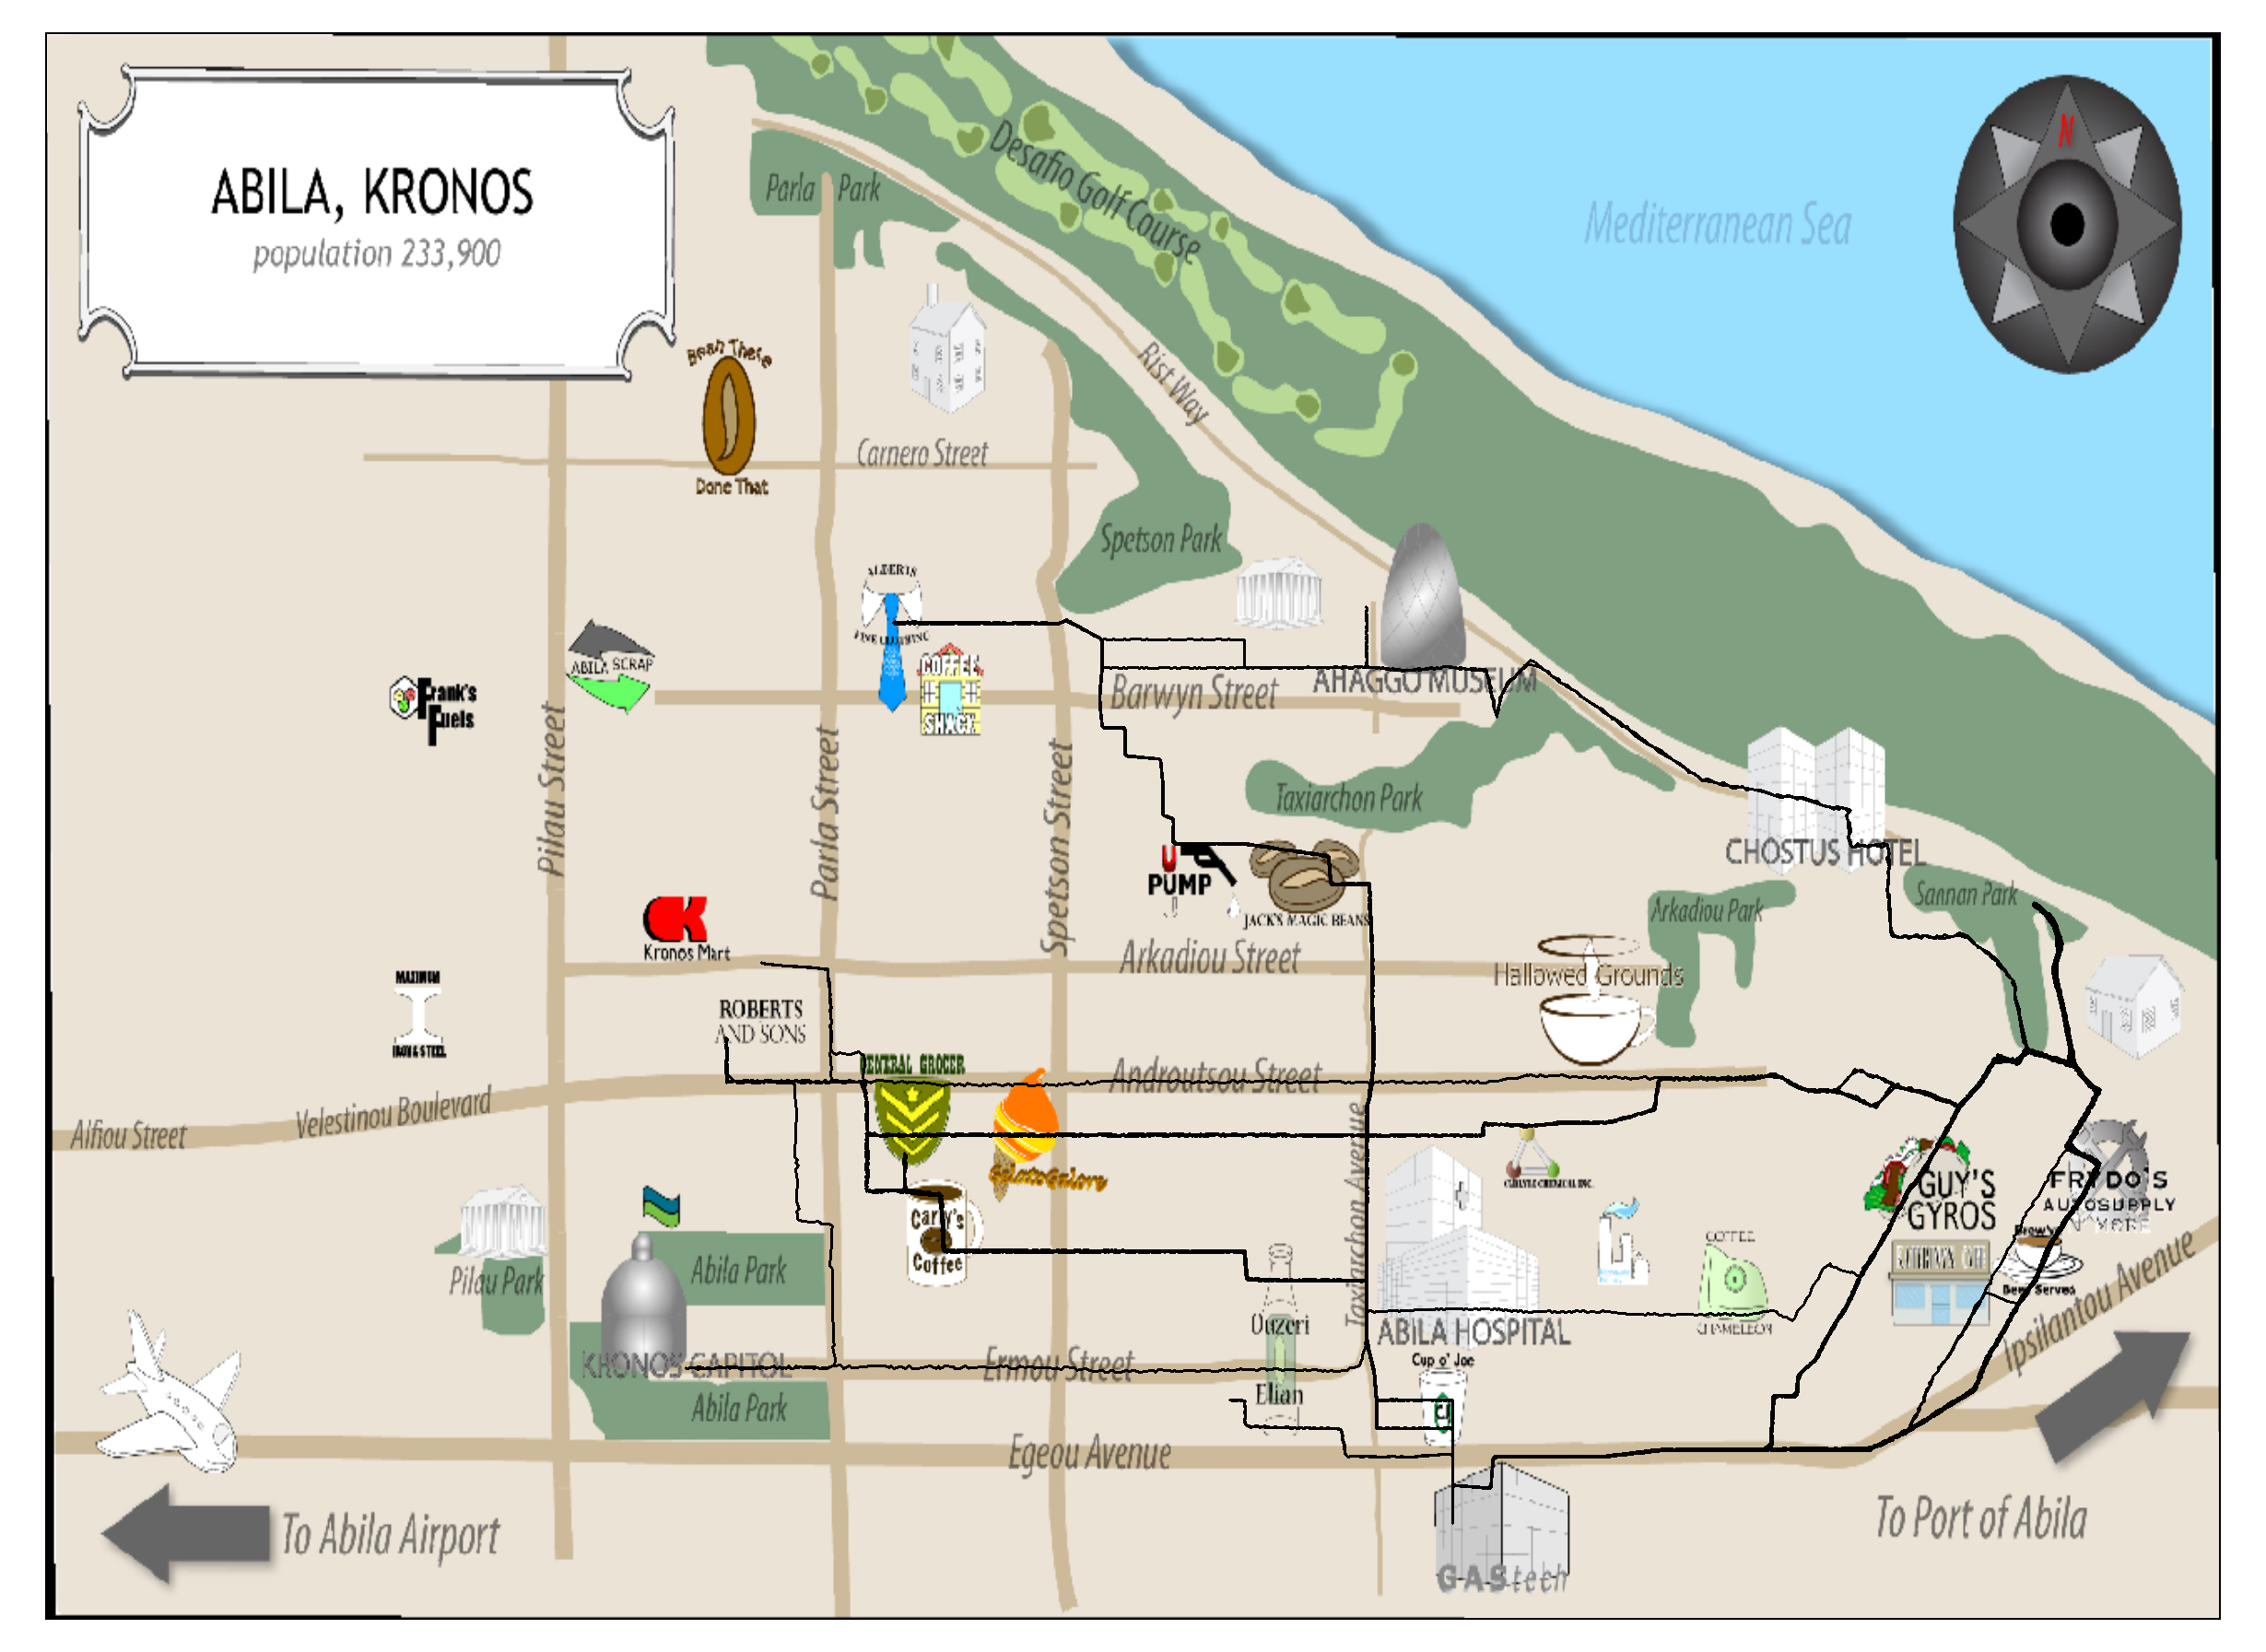 ABILA, KRONOS
population 233,900
N
Mediterranean Sea
Desafio Golf Course
Parla Park
Rist Way
Bean There
Done That
Carnero Street
Spetson Park
ALBERTS
FINE CLOTHING
ABILA SCRAP
COFFEE
SHACK
Frank's
Fuels
Barwyn Street
AHAGGO MUSEUM
Pilau Street
Parla Street
Spetson Street
Taxiarchon Park
CHOSTUS HOTEL
U
PUMP
JACK'S MAGIC BEANS
Arkadiou Park
Sannan Park
Kronos Mart
Arkadiou Street
Hallowed Grounds
MAXIMUM
IRON & STEEL
ROBERTS
AND SONS
GENERAL GROCER
Androutsou Street
Velestinou Boulevard
Alfiou Street
GelatoGalore
Taxiarchon Avenue
CARLYLE CHEMICAL INC.
GUY'S
GYROS
FRYDO'S
AUTOSUPPLY
N' MORE
Carly's
Coffee
Pilau Park
Abila Park
COFFEE
CHAMELEON
Brew've
Been Served
Ipsilantou Avenue
Ouzeri
Elian
ABILA HOSPITAL
KRONOS CAPITOL
Ermou Street
Cup o' Joe
CJ
Abila Park
Egeou Avenue
To Abila Airport
GAStech
To Port of Abila